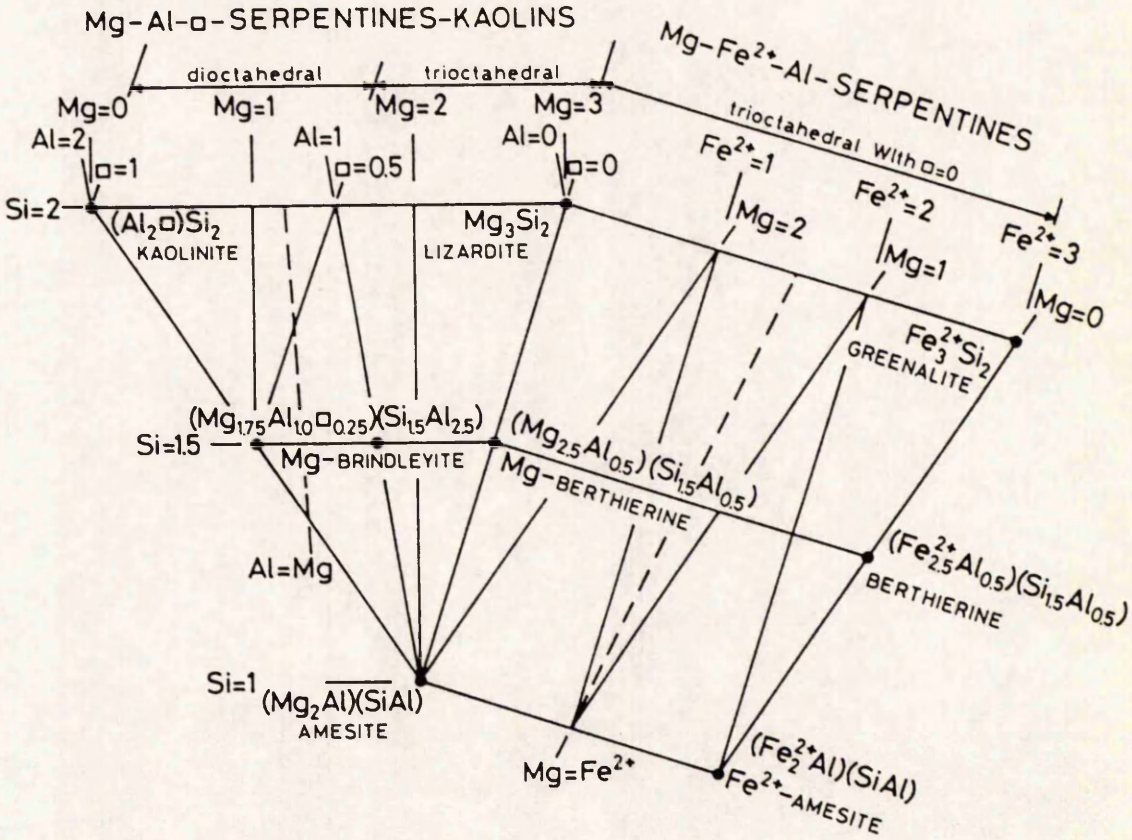 Mg-Al-□-SERPENTINES-KAOLINS
Mg-Fe²⁺-Al-SERPENTINES
dioctahedral
trioctahedral
trioctahedral With □=0
Mg=0
Mg=1
Mg=2
Mg=3
Al=2
Al=1
Al=0
□=1
□=0.5
□=0
Fe²⁺=1
Fe²⁺=2
Fe²⁺=3
Mg=2
Mg=1
Mg=0
Si=2
(Al₂□)Si₂
KAOLINITE
Mg₃Si₂
LIZARDITE
Fe₃²⁺Si₂
GREENALITE
Si=1.5
(Mg₁.₇₅Al₁.₀□₀.₂₅)(Si₁.₅Al₂.₅)
Mg-BRINDLEYITE
(Mg₂.₅Al₀.₅)(Si₁.₅Al₀.₅)
Mg-BERTHIERINE
(Fe²⁺₂.₅Al₀.₅)(Si₁.₅Al₀.₅)
BERTHIERINE
Al=Mg
Si=1
(Mg₂Al)(SiAl)
AMESITE
Mg=Fe²⁺
(Fe₂²⁺Al)(SiAl)
Fe²⁺-AMESITE